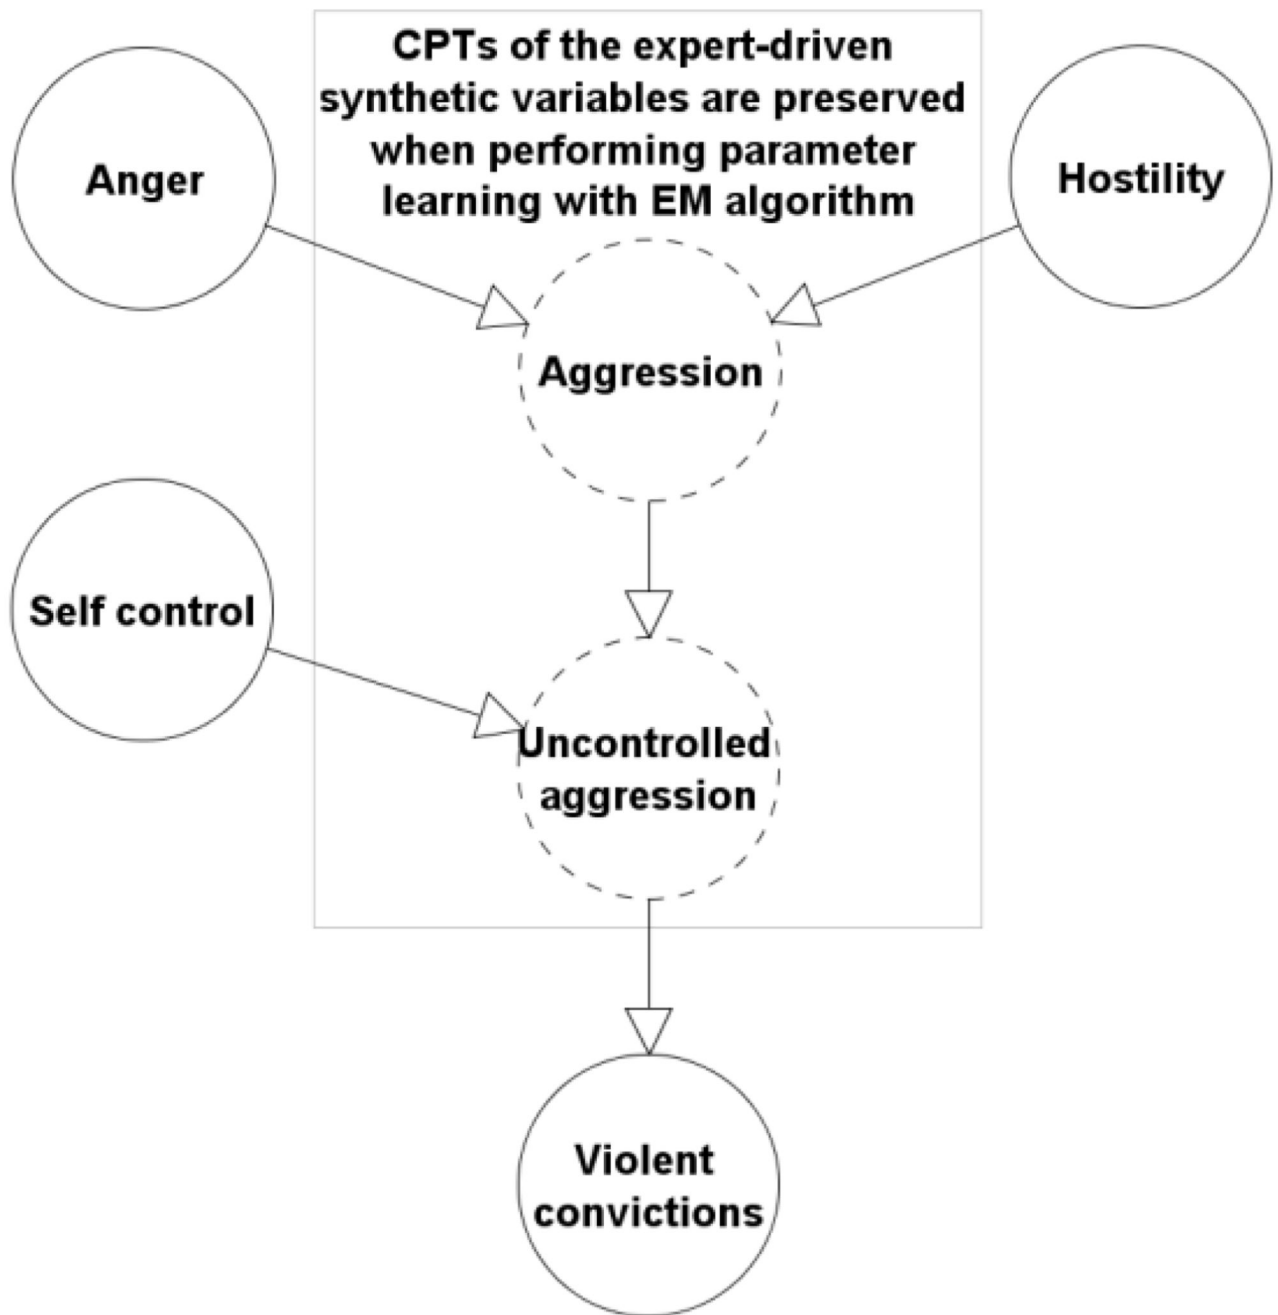 CPTs of the expert-driven
synthetic variables are preserved
when performing parameter
learning with EM algorithm
Anger
Hostility
Aggression
Self control
Uncontrolled
aggression
Violent
convictions